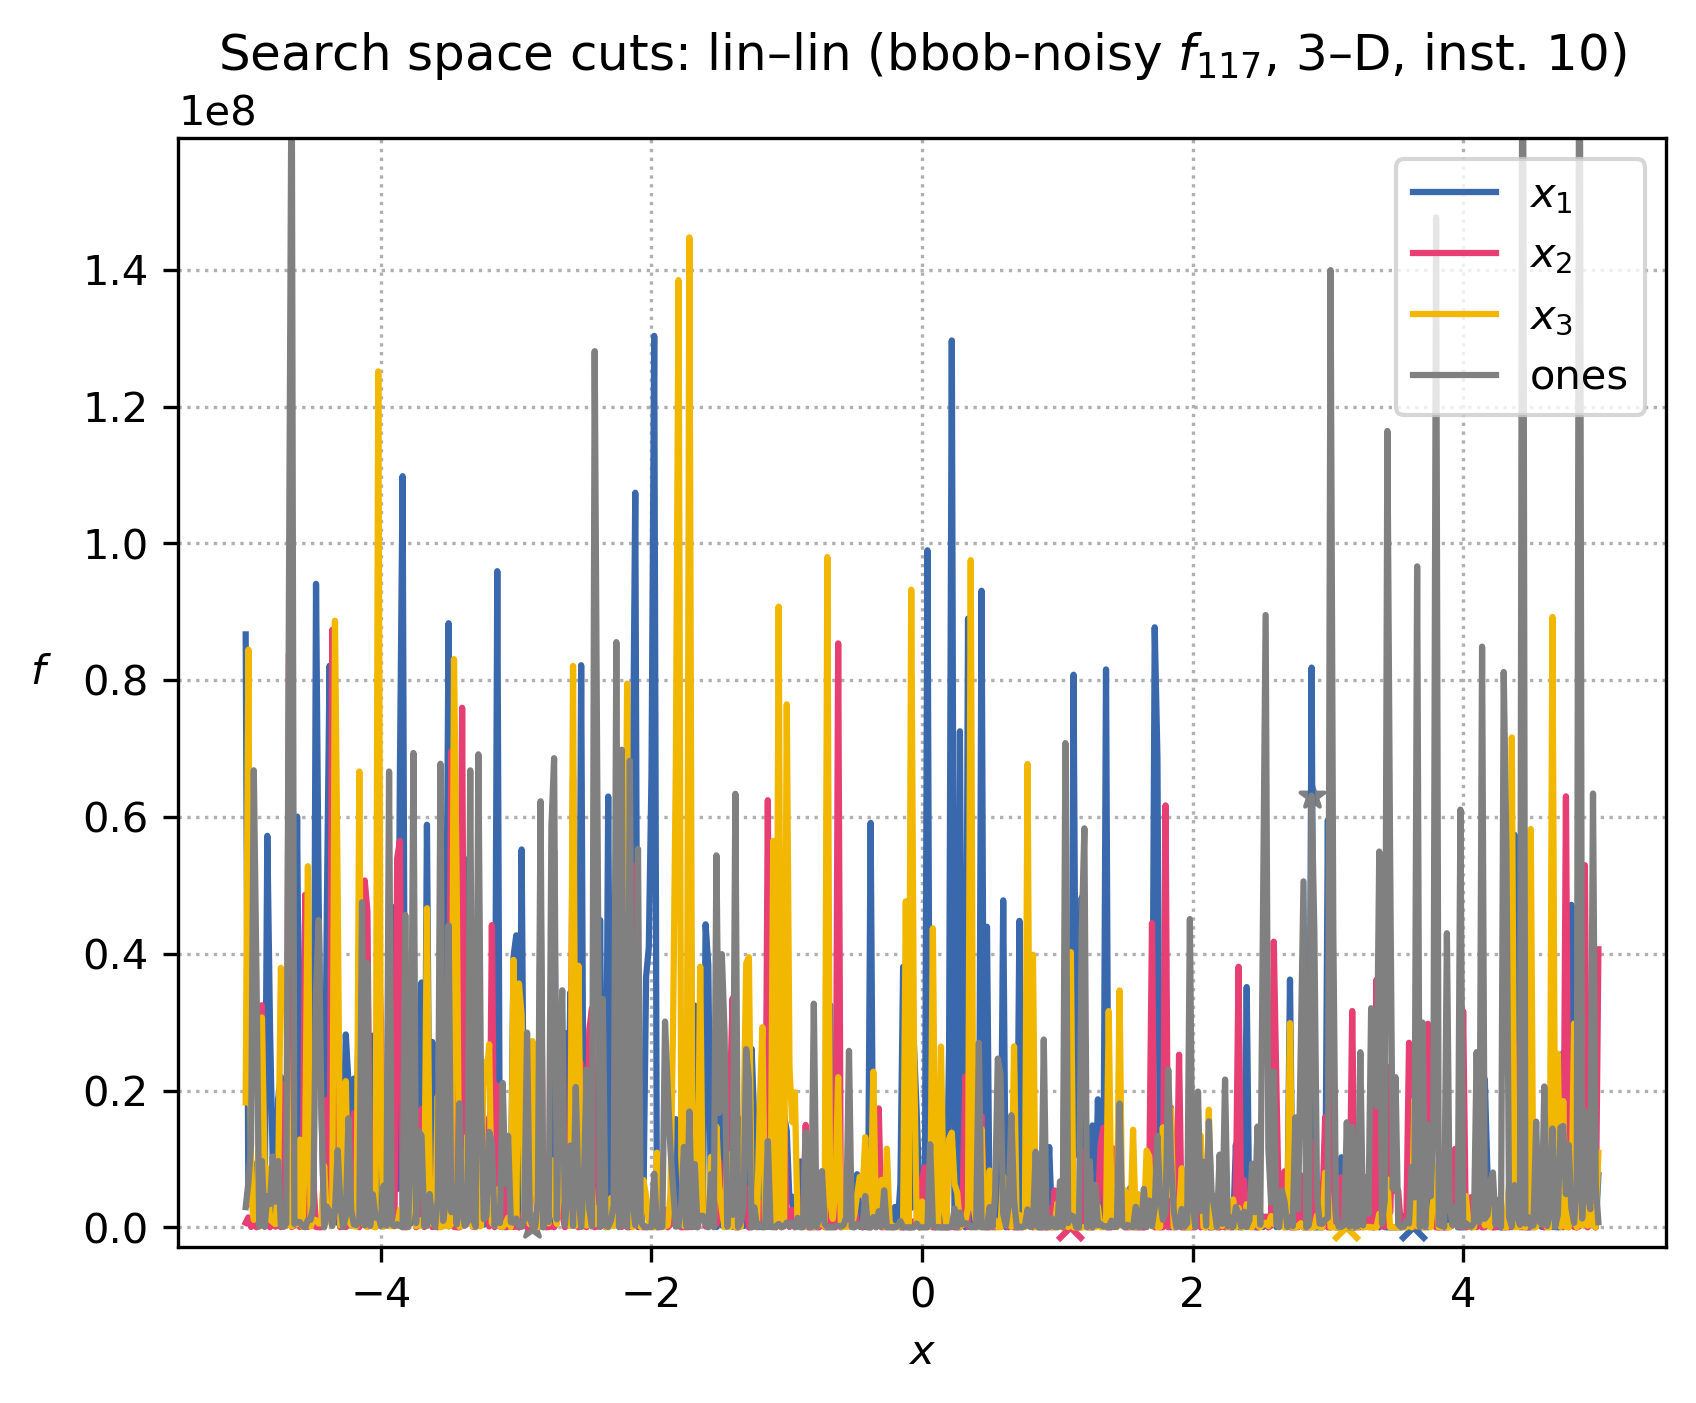 Search space cuts: lin–lin (bbob-noisy f₁₁₇, 3–D, inst. 10)
1e8
x₁
x₂
x₃
ones
1.4
1.2
1.0
0.8
0.6
0.4
0.2
0.0
f
−4 −2 0 2 4
x